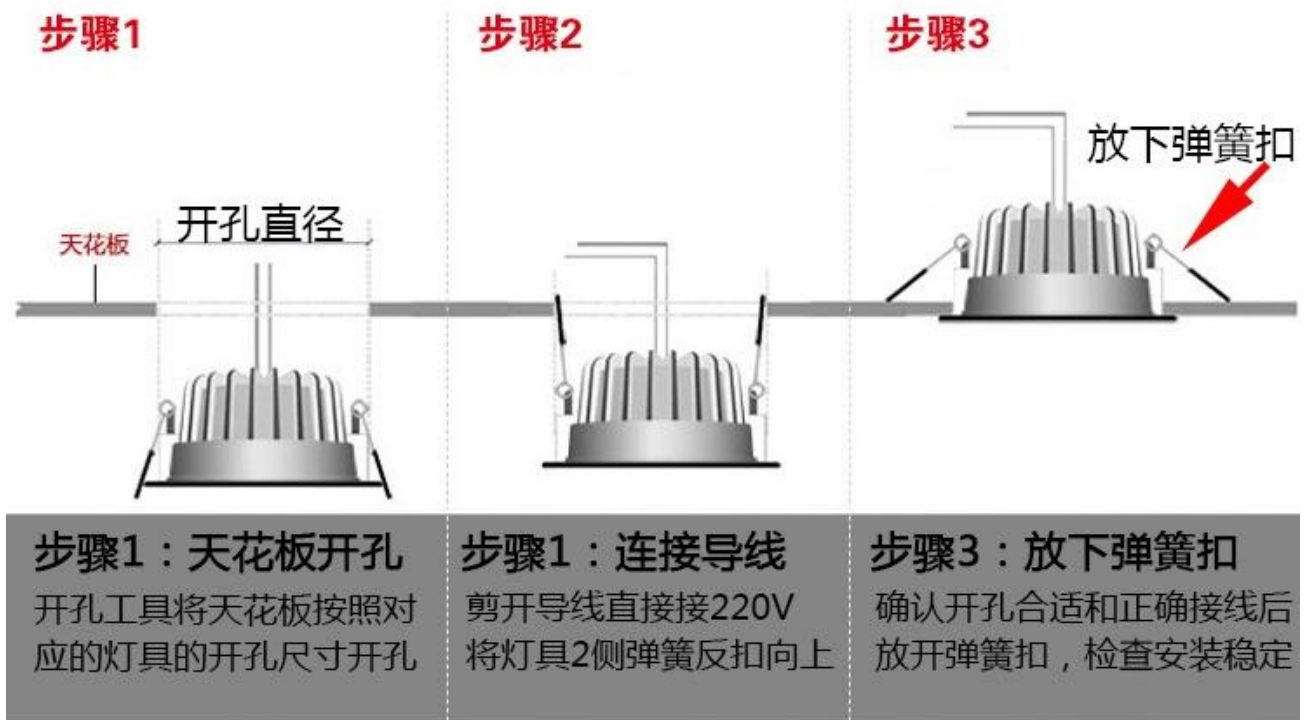 步骤1
步骤2
步骤3
放下弹簧扣
开孔直径
天花板
步骤1：天花板开孔
开孔工具将天花板按照对
应的灯具的开孔尺寸开孔
步骤1：连接导线
剪开导线直接接220V
将灯具2侧弹簧反扣向上
步骤3：放下弹簧扣
确认开孔合适和正确接线后
放开弹簧扣，检查安装稳定